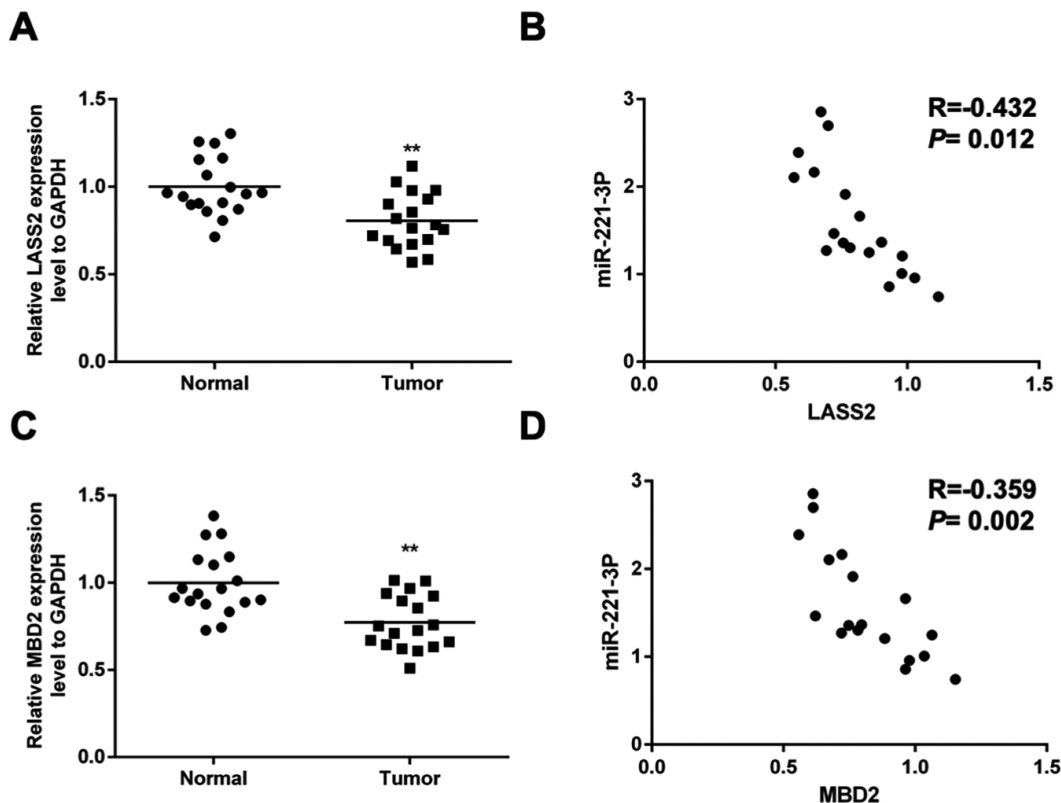 A
Relative LASS2 expression
level to GAPDH
1.5
1.0
0.5
0.0
**
Normal
Tumor
B
miR-221-3P
3
2
1
0
R=-0.432
P= 0.012
0.0
0.5
1.0
1.5
LASS2
C
Relative MBD2 expression
level to GAPDH
1.5
1.0
0.5
0.0
**
Normal
Tumor
D
miR-221-3P
3
2
1
0
R=-0.359
P= 0.002
0.0
0.5
1.0
1.5
MBD2